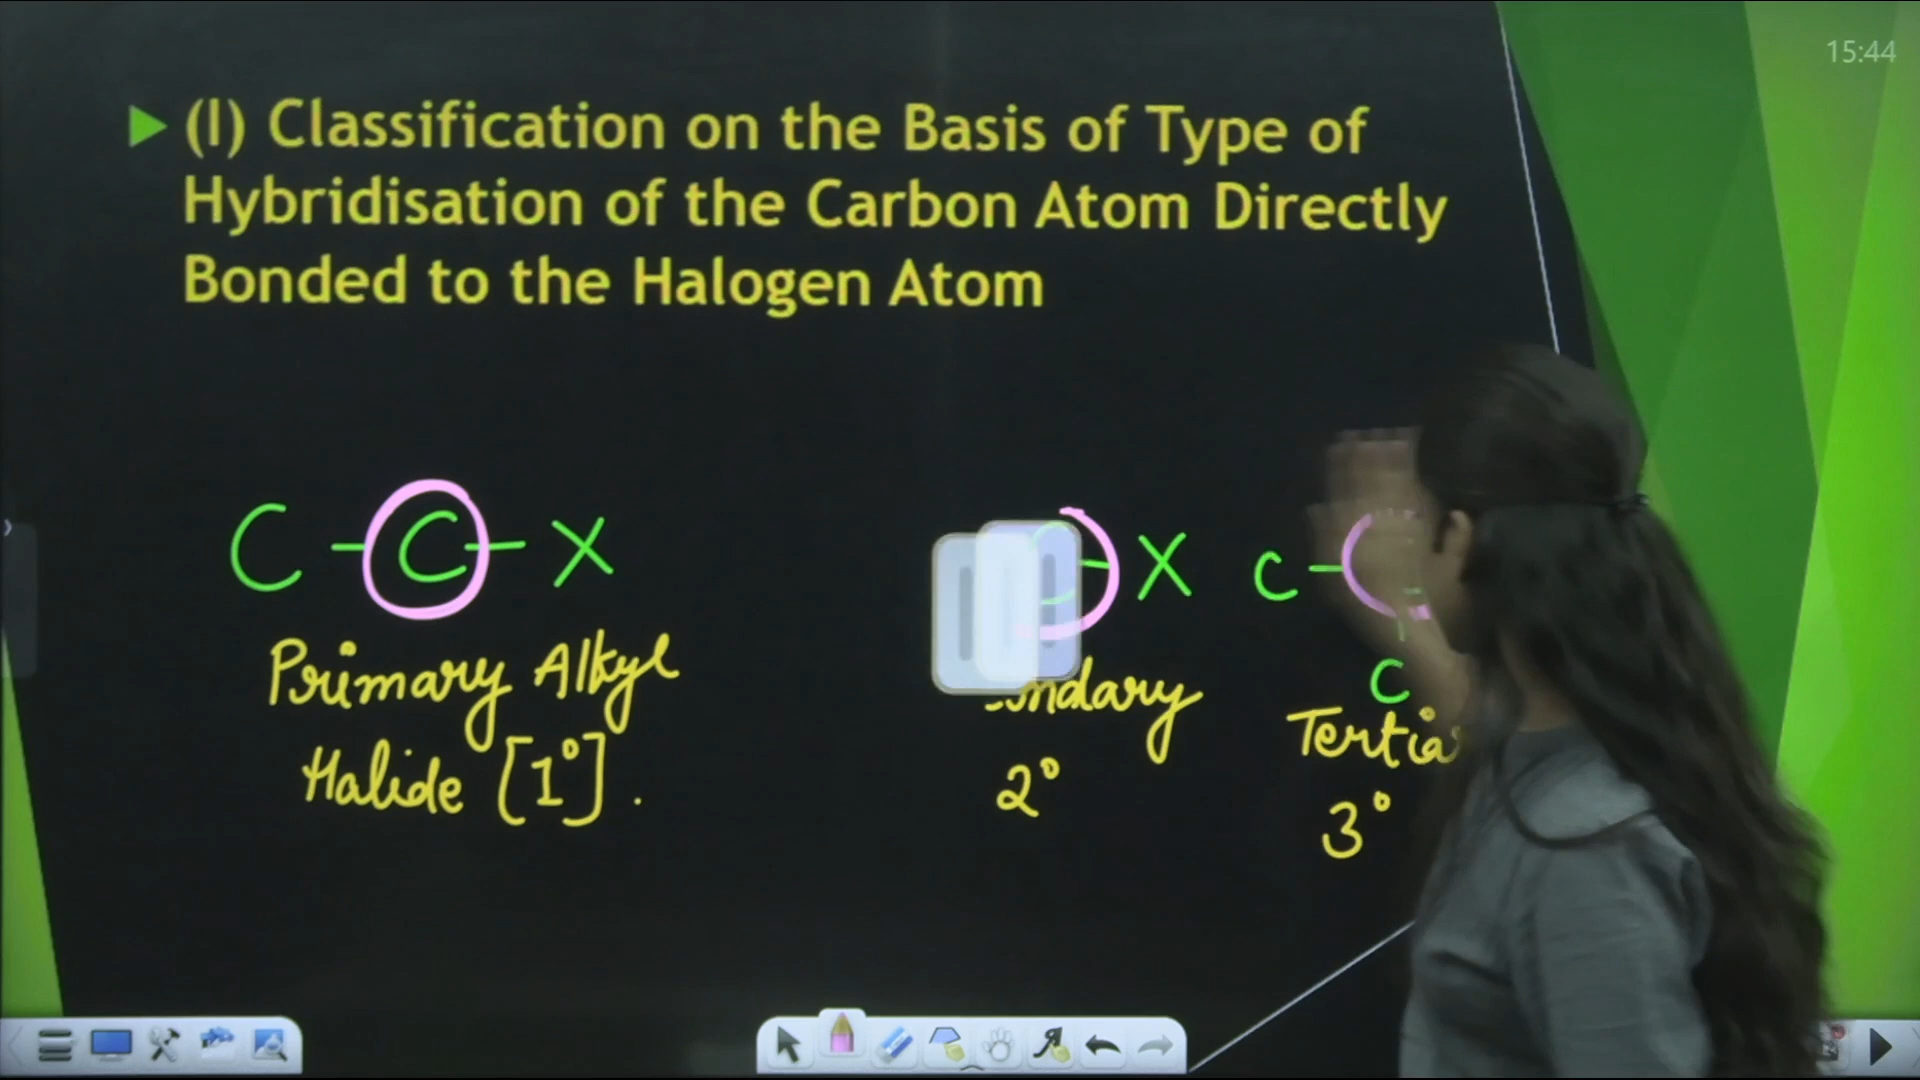 15:44
(I) Classification on the Basis of Type of
Hybridisation of the Carbon Atom Directly
Bonded to the Halogen Atom
C - C - X
X
C -
C
Primary Alkyl
Halide [1°].
2°
3°